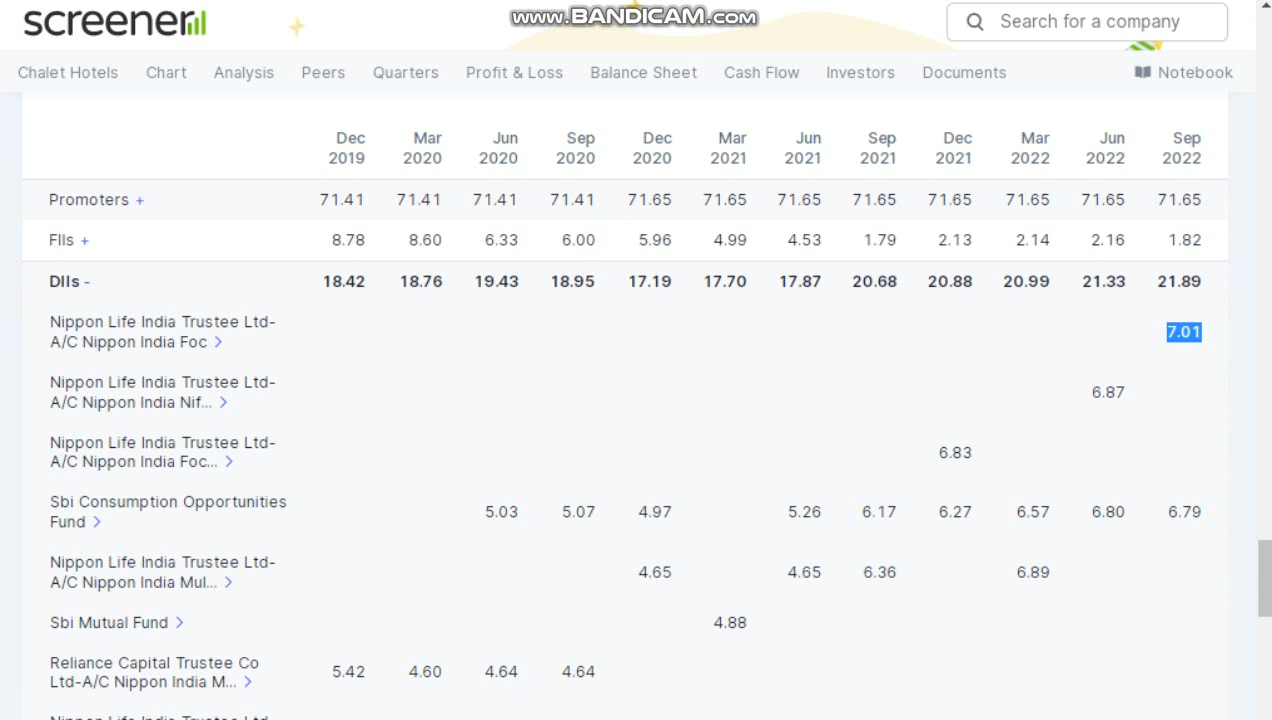 screener
www.BANDICAM.com
Search for a company
Chalet Hotels Chart Analysis Peers Quarters Profit & Loss Balance Sheet Cash Flow Investors Documents Notebook
Dec 2019 Mar 2020 Jun 2020 Sep 2020 Dec 2020 Mar 2021 Jun 2021 Sep 2021 Dec 2021 Mar 2022 Jun 2022 Sep 2022
Promoters + 71.41 71.41 71.41 71.41 71.65 71.65 71.65 71.65 71.65 71.65 71.65 71.65
FIIs + 8.78 8.60 6.33 6.00 5.96 4.99 4.53 1.79 2.13 2.14 2.16 1.82
DIIs - 18.42 18.76 19.43 18.95 17.19 17.70 17.87 20.68 20.88 20.99 21.33 21.89
Nippon Life India Trustee Ltd-
A/C Nippon India Foc > 7.01
Nippon Life India Trustee Ltd-
A/C Nippon India Nif... > 6.87
Nippon Life India Trustee Ltd-
A/C Nippon India Foc... > 6.83
Sbi Consumption Opportunities
Fund > 5.03 5.07 4.97 5.26 6.17 6.27 6.57 6.80 6.79
Nippon Life India Trustee Ltd-
A/C Nippon India Mul... > 4.65 4.65 6.36 6.89
Sbi Mutual Fund > 4.88
Reliance Capital Trustee Co
Ltd-A/C Nippon India M... > 5.42 4.60 4.64 4.64